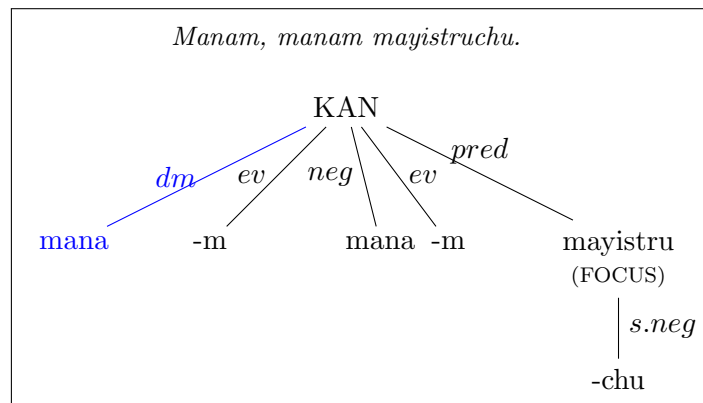 Manam, manam mayistruchu.
KAN
dm ev neg ev pred
mana -m mana -m mayistru
(FOCUS)
s.neg
-chu